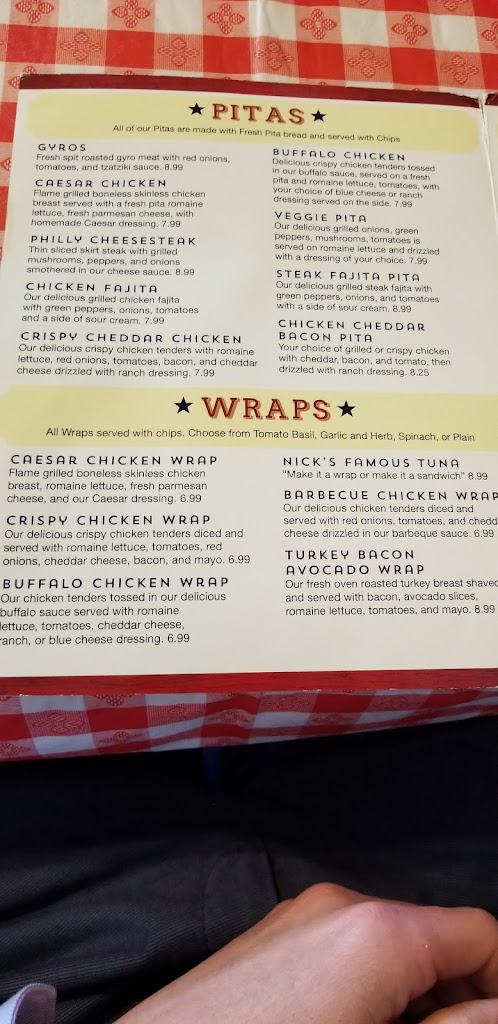 PITAS
All of our Pitas are made with Fresh Pita bread and served with Chips
GYROS
Fresh spit roasted gyro meat with red onions,
tomatoes, and tzatziki sauce. 8.99
CAESAR CHICKEN
Flame grilled boneless skinless chicken
breast served with a fresh pita romaine
lettuce, fresh parmesan cheese, with
homemade Caesar dressing. 7.99
PHILLY CHEESESTEAK
Thin sliced skirt steak with grilled
mushrooms, peppers, and onions
smothered in our cheese sauce. 8.99
CHICKEN FAJITA
Our delicious grilled chicken fajita
with green peppers, onions, tomatoes
and a side of sour cream. 7.99
CRISPY CHEDDAR CHICKEN
Our delicious crispy chicken tenders with romaine
lettuce, red onions, tomatoes, bacon, and cheddar
cheese drizzled with ranch dressing. 7.99
BUFFALO CHICKEN
Delicious crispy chicken tenders tossed
in our buffalo sauce, served on a fresh
pita and romaine lettuce, tomatoes, with
your choice of blue cheese or ranch
dressing served on the side. 7.99
VEGGIE PITA
Our delicious grilled onions, green
peppers, mushrooms, tomatoes is
served on romaine lettuce and drizzled
with a dressing of your choice. 7.99
STEAK FAJITA PITA
Our delicious grilled steak fajita with
green peppers, onions, and tomatoes
with a side of sour cream. 8.99
CHICKEN CHEDDAR
BACON PITA
Your choice of grilled or crispy chicken
with cheddar, bacon, and tomato, then
drizzled with ranch dressing. 8.25
WRAPS
All Wraps served with chips. Choose from Tomato Basil, Garlic and Herb, Spinach, or Plain
CAESAR CHICKEN WRAP
Flame grilled boneless skinless chicken
breast, romaine lettuce, fresh parmesan
cheese, and our Caesar dressing. 6.99
CRISPY CHICKEN WRAP
Our delicious crispy chicken tenders diced and
served with romaine lettuce, tomatoes, red
onions, cheddar cheese, bacon, and mayo. 6.99
BUFFALO CHICKEN WRAP
Our chicken tenders tossed in our delicious
buffalo sauce served with romaine
lettuce, tomatoes, cheddar cheese,
ranch, or blue cheese dressing. 6.99
NICK'S FAMOUS TUNA
"Make it a wrap or make it a sandwich" 8.99
BARBECUE CHICKEN WRAP
Our delicious chicken tenders diced and
served with red onions, tomatoes, and chedd
cheese drizzled in our barbeque sauce. 6.99
TURKEY BACON
AVOCADO WRAP
Our fresh oven roasted turkey breast shaved
and served with bacon, avocado slices,
romaine lettuce, tomatoes, and mayo. 8.99